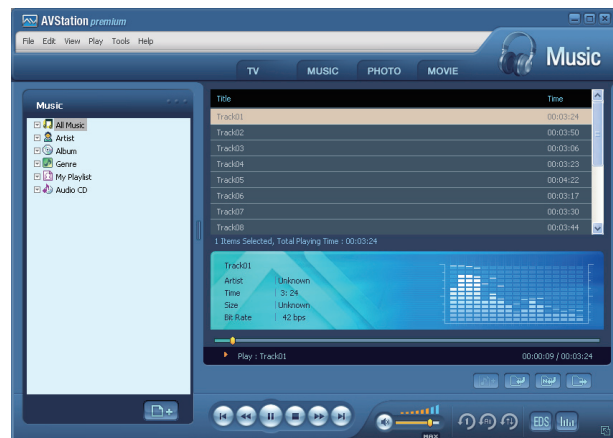 AVStation premium
File Edit View Play Tools Help
Music
TV MUSIC PHOTO MOVIE
Music
All Music
Artist
Album
Genre
My Playlist
Audio CD
Title Time
Track01 00:03:24
Track02 00:03:50
Track03 00:03:06
Track04 00:03:23
Track05 00:04:22
Track06 00:03:17
Track07 00:03:30
Track08 00:03:44
1 Items Selected, Total Playing Time : 00:03:24
Track01
Artist Unknown
Time 3: 24
Size Unknown
Bit Rate 42 bps
Play : Track01 00:00:09 / 00:03:24
MAX
EDS